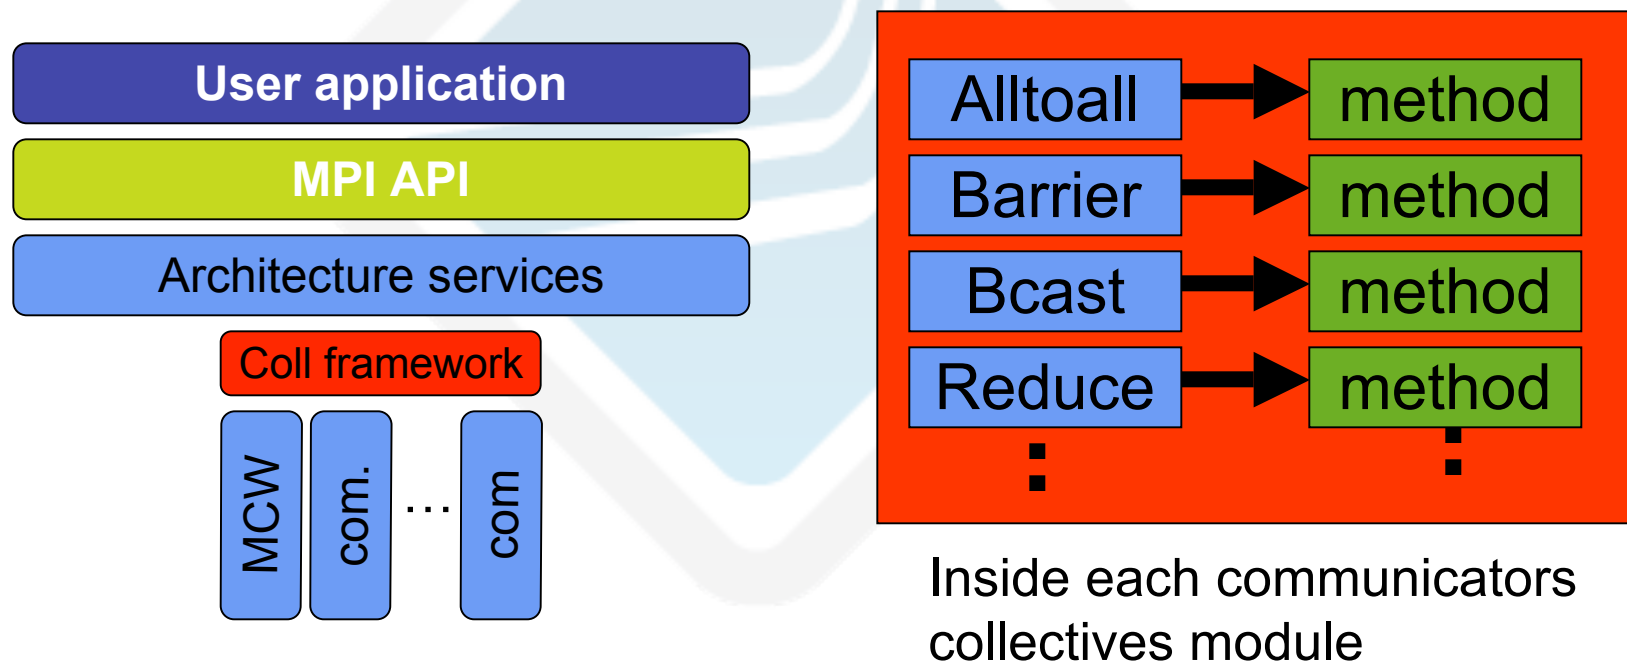 User application
MPI API
Architecture services
Coll framework
MCW
com.
...
com
Alltoall
method
Barrier
method
Bcast
method
Reduce
method
Inside each communicators
collectives module